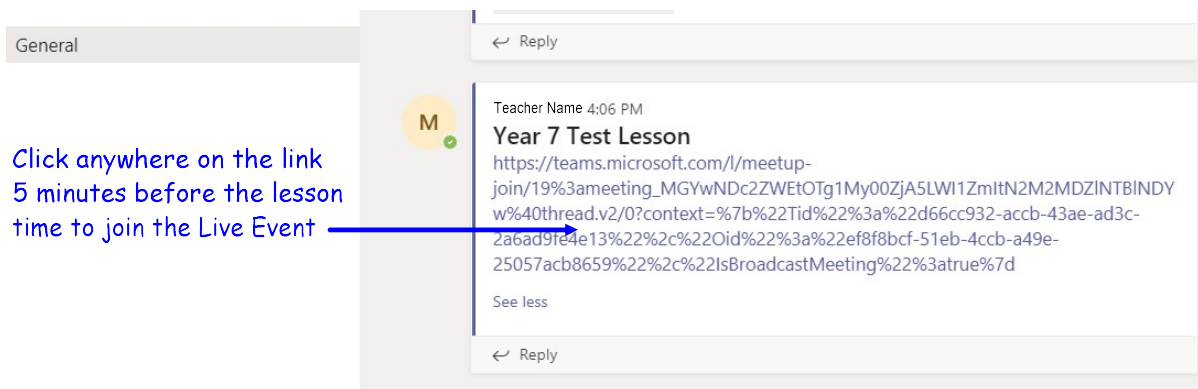 General
Reply
M
Teacher Name 4:06 PM
Year 7 Test Lesson
https://teams.microsoft.com/l/meetup-
join/19%3ameeting_MGYwNDc2ZWEtOTg1My00ZjA5LWI1ZmItN2M2MDZlNTBlNDY
w%40thread.v2/0?context=%7b%22Tid%22%3a%22d66cc932-accb-43ae-ad3c-
2a6ad9fe4e13%22%2c%22Oid%22%3a%22ef8f8bcf-51eb-4ccb-a49e-
25057acb8659%22%2c%22IsBroadcastMeeting%22%3atrue%7d
See less
Reply
Click anywhere on the link
5 minutes before the lesson
time to join the Live Event